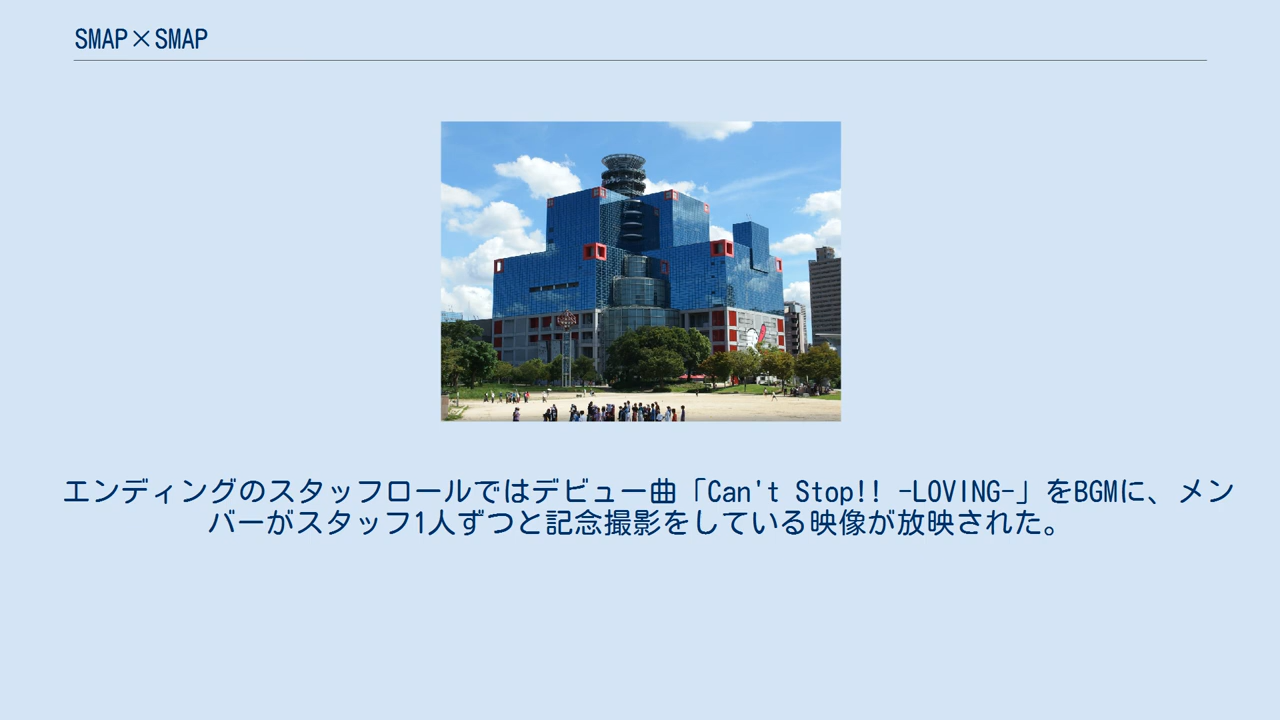 SMAP×SMAP
エンディングのスタッフロールではデビュー曲「Can't Stop!! -LOVING-」をBGMに、メン
バーがスタッフ1人ずつと記念撮影をしている映像が放映された。